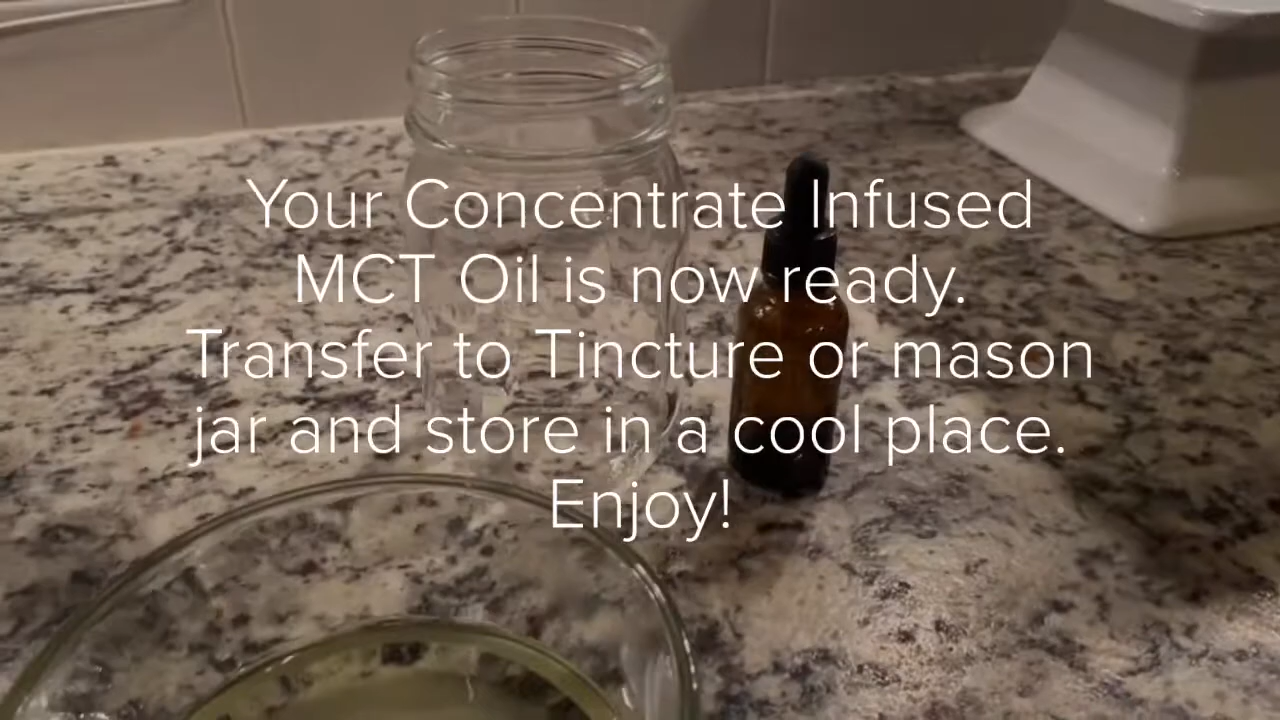 Your Concentrate Infused
MCT Oil is now ready.
Transfer to Tincture or mason
jar and store in a cool place.
Enjoy!